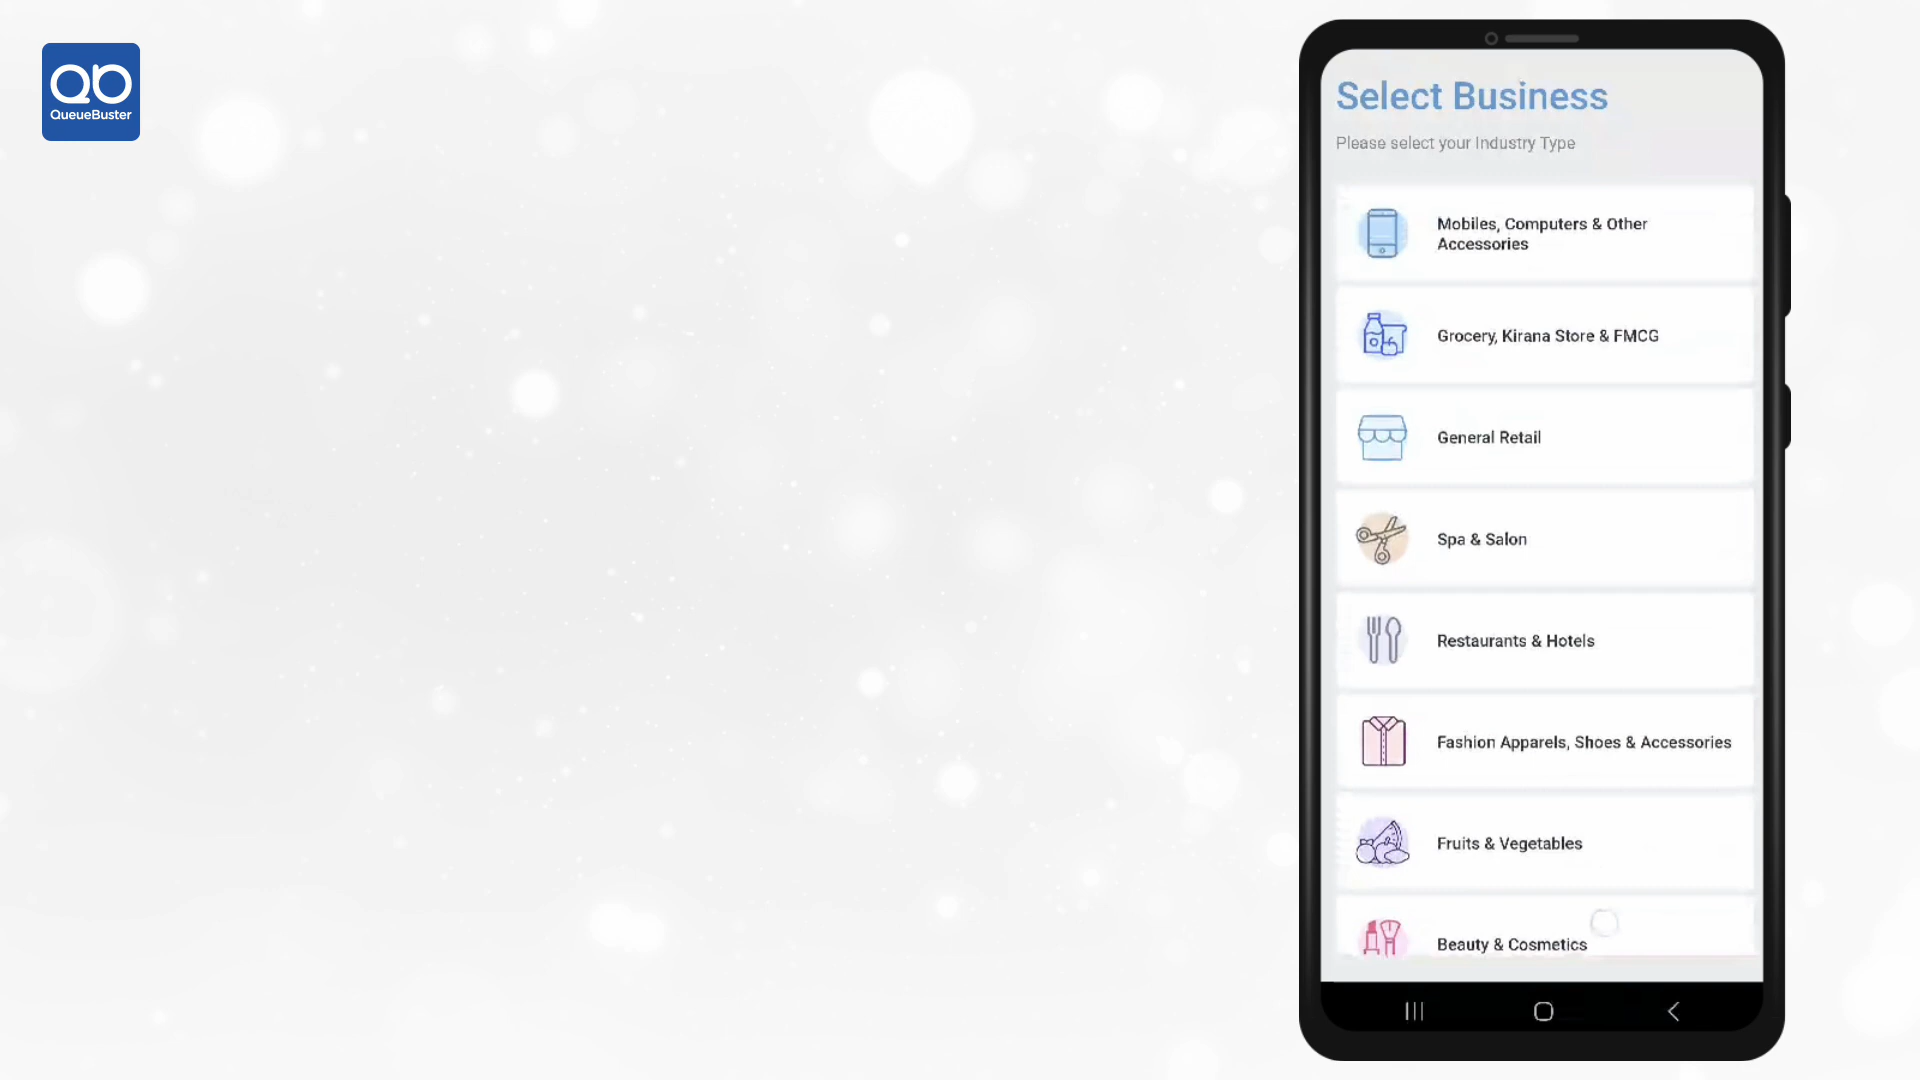 QueueBuster
Select Business
Please select your Industry Type
Mobiles, Computers & Other
Accessories
Grocery, Kirana Store & FMCG
General Retail
Spa & Salon
Restaurants & Hotels
Fashion Apparels, Shoes & Accessories
Fruits & Vegetables
Beauty & Cosmetics